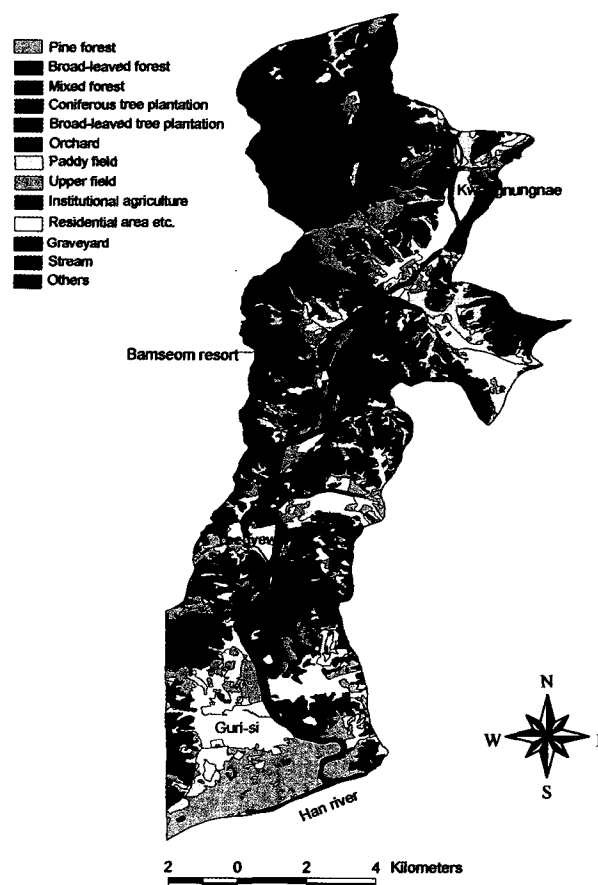 Pine forest
Broad-leaved forest
Mixed forest
Coniferous tree plantation
Broad-leaved tree plantation
Orchard
Paddy field
Upper field
Institutional agriculture
Residential area etc.
Graveyard
Stream
Others
Bamseom resort
Guri-si
Han river
N
W
S
2 0 2 4 Kilometers